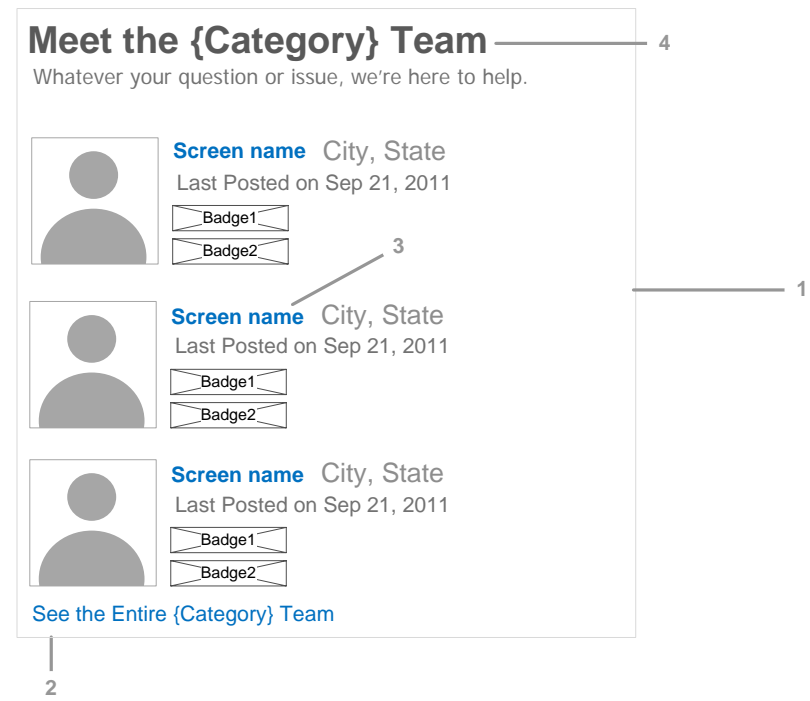 Meet the {Category} Team
4
Whatever your question or issue, we're here to help.
Screen name City, State
Last Posted on Sep 21, 2011
Badge1
Badge2
3
1
Screen name City, State
Last Posted on Sep 21, 2011
Badge1
Badge2
Screen name City, State
Last Posted on Sep 21, 2011
Badge1
Badge2
See the Entire {Category} Team
2